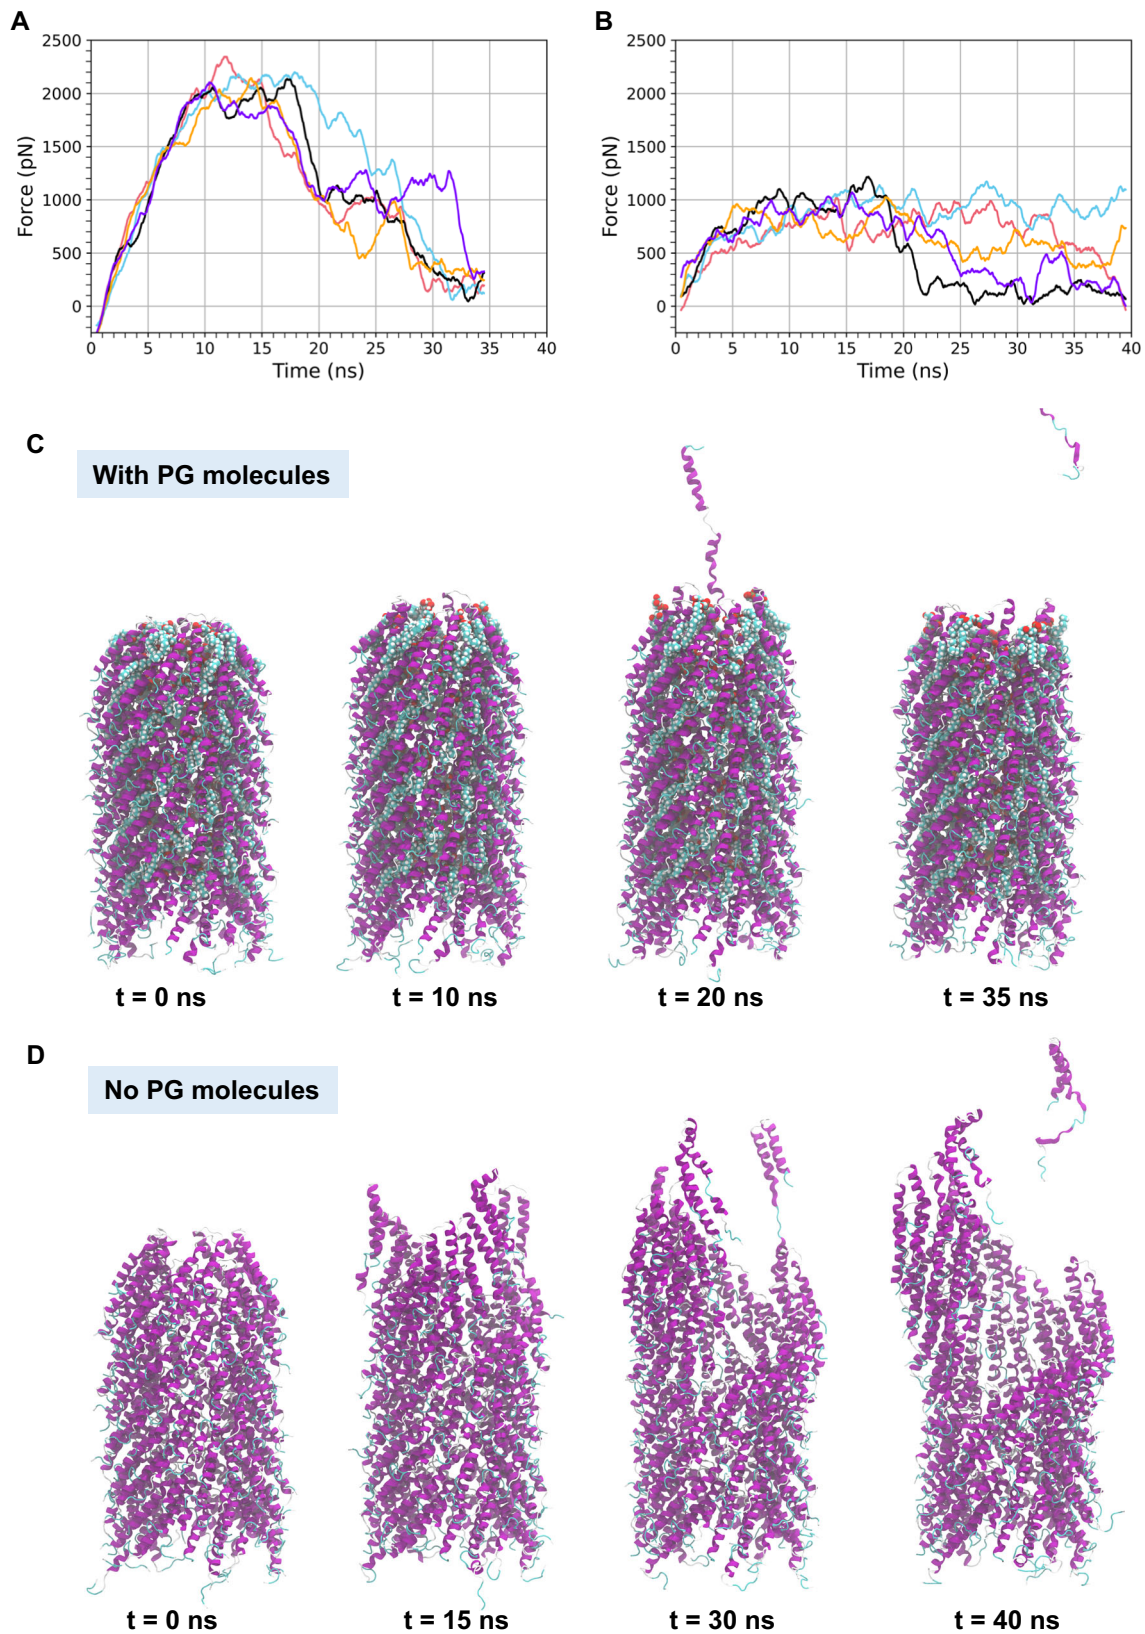 A
2500
2000
1500
1000
500
0
Force (pN)
0 5 10 15 20 25 30 35 40
Time (ns)
B
2500
2000
1500
1000
500
0
Force (pN)
0 5 10 15 20 25 30 35 40
Time (ns)
C
With PG molecules
t = 0 ns
t = 10 ns
t = 20 ns
t = 35 ns
D
No PG molecules
t = 0 ns
t = 15 ns
t = 30 ns
t = 40 ns